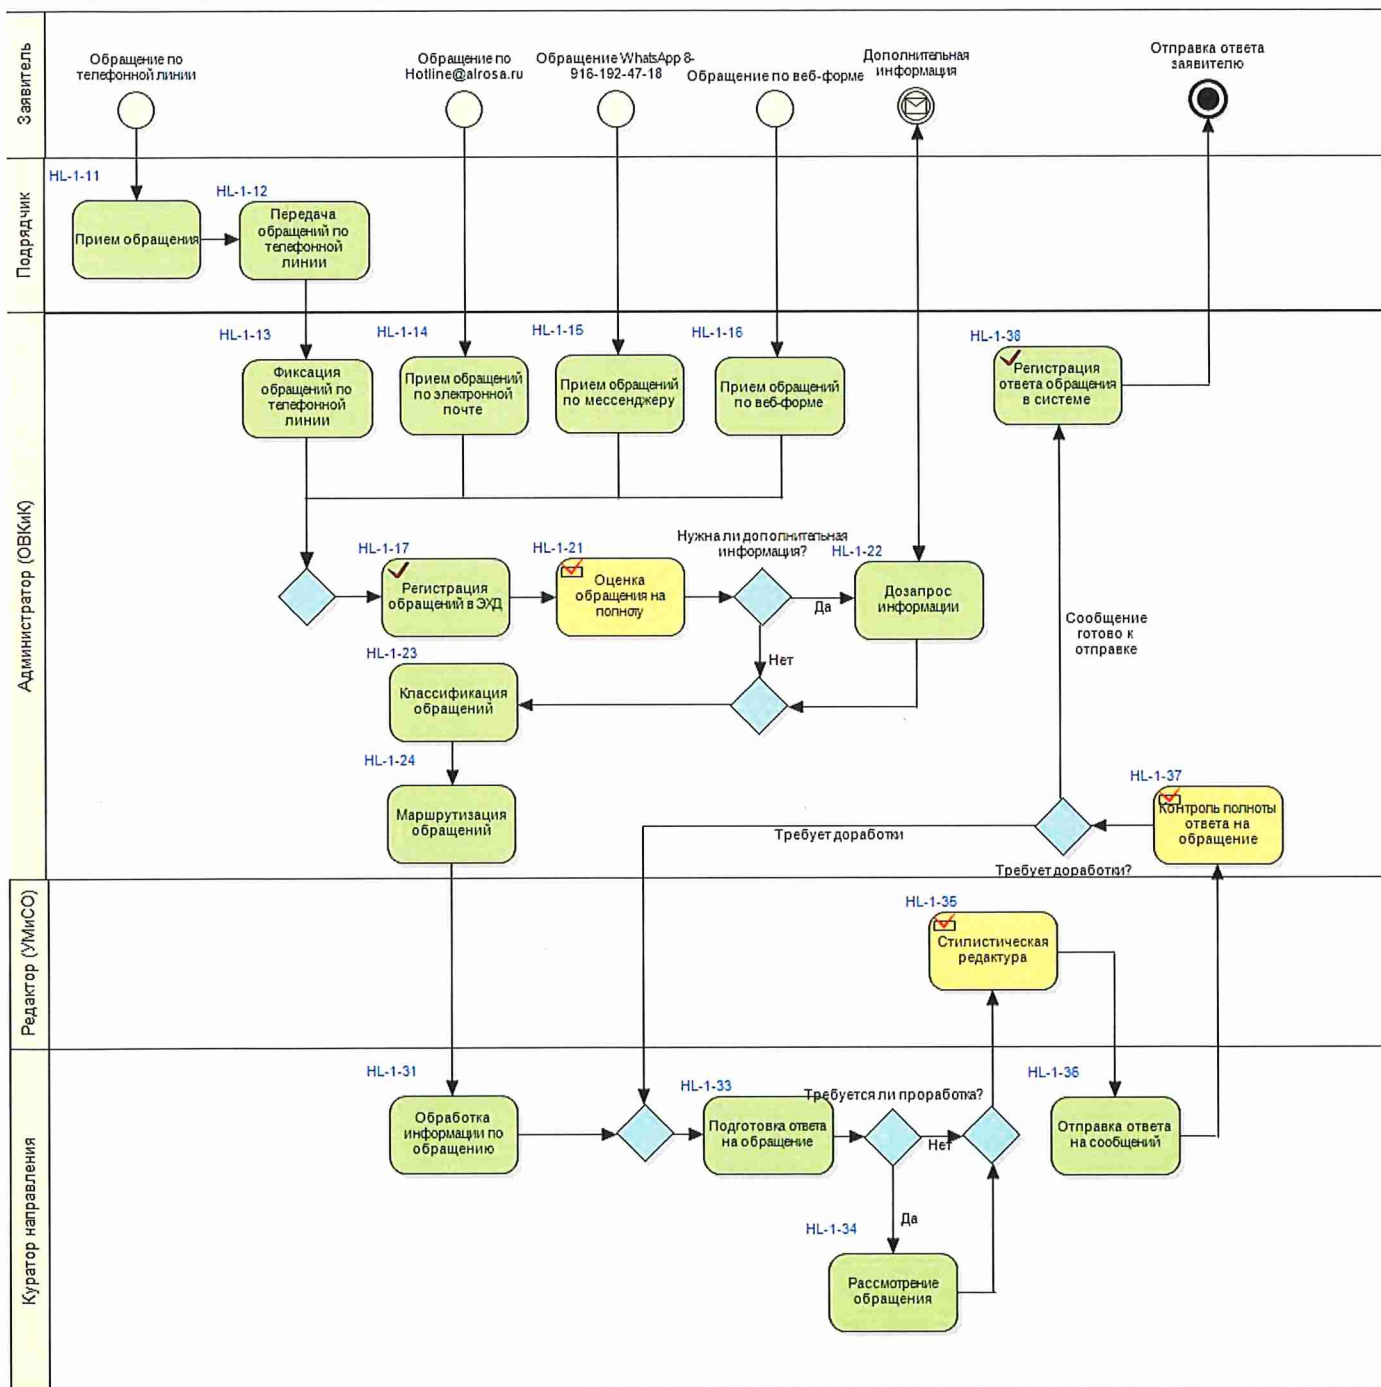 Заявитель
Обращение по
телефонной линии
Обращение по
Hotline@alrosa.ru
Обращение WhatsApp 8-
916-192-47-18
Обращение по веб-форме
Дополнительная
информация
Отправка ответа
заявителю
Подрядчик
HL-1-11
Прием обращения
HL-1-12
Передача
обращений по
телефонной
линии
Администратор (ОВКиК)
HL-1-13
Фиксация
обращений по
телефонной
линии
HL-1-14
Прием обращений
по электронной
почте
HL-1-15
Прием обращений
по мессенджеру
HL-1-16
Прием обращений
по веб-форме
HL-1-38
Регистрация
ответа обращения
в системе
HL-1-17
Регистрация
обращений в ЭХД
HL-1-21
Оценка
обращения на
полноту
Нужна ли дополнительная
информация?
Да
Нет
HL-1-22
Дозапрос
информации
Сообщение
готово к
отправке
HL-1-23
Классификация
обращений
HL-1-24
Маршрутизация
обращений
Требует доработки
HL-1-37
Контроль полноты
ответа на
обращение
Требует доработки?
Редактор (УМиСО)
HL-1-35
Стилистическая
редактура
Куратор направления
HL-1-31
Обработка
информации по
обращению
HL-1-33
Подготовка ответа
на обращение
Требуется ли проработка?
Нет
Да
HL-1-36
Отправка ответа
на сообщений
HL-1-34
Рассмотрение
обращения